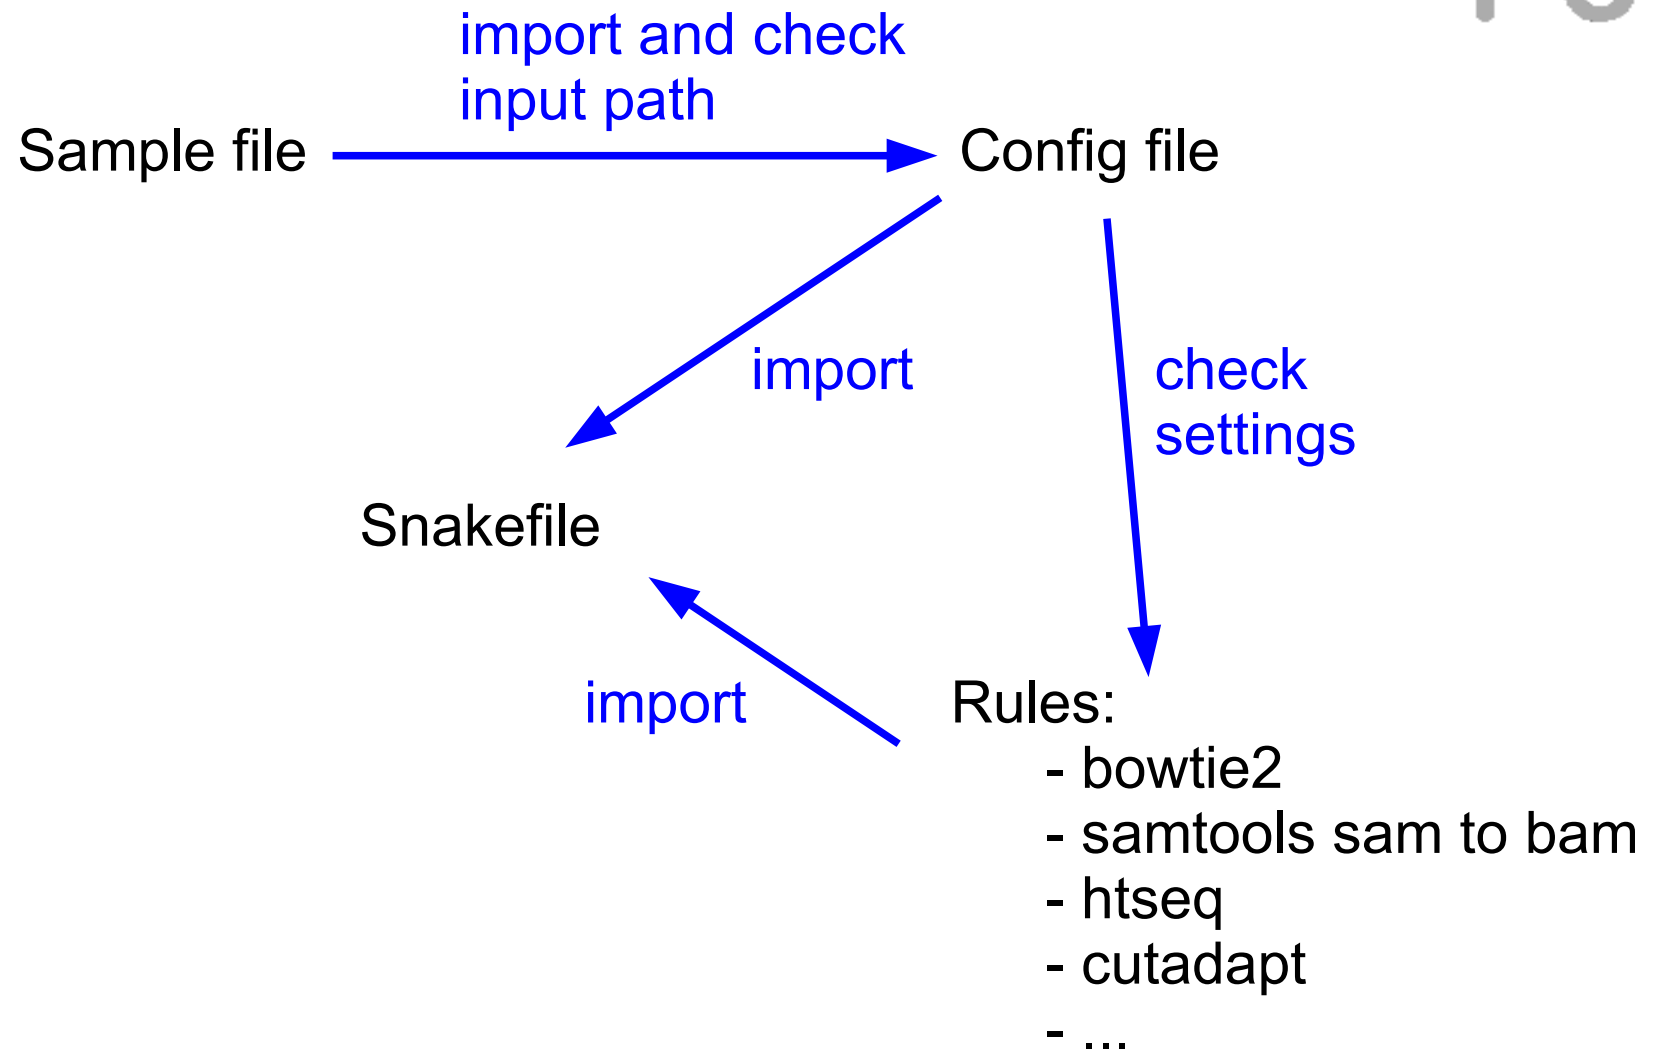 import and check
input path
Sample file
Config file
import
check
settings
Snakefile
import
Rules:
- bowtie2
- samtools sam to bam
- htseq
- cutadapt
- ...